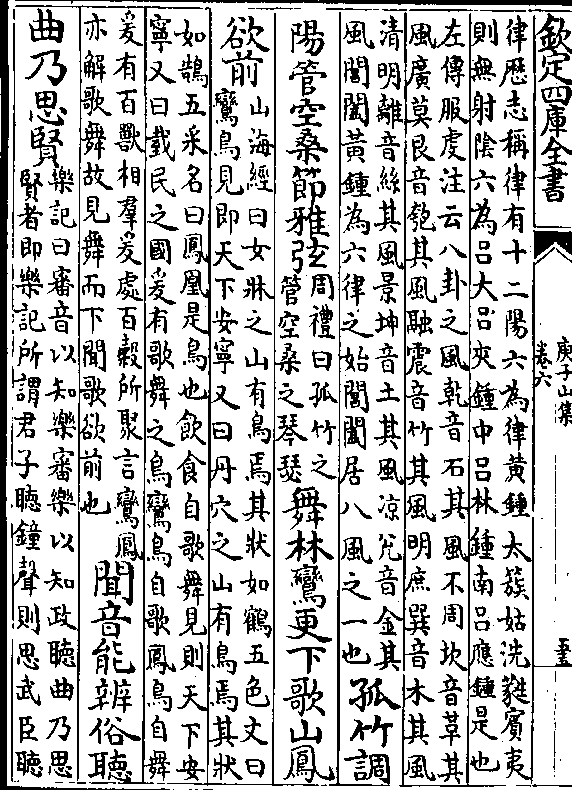 欽定四庫全書
庚子山集
卷六
律歴志稱律有十二陽六為律黄鍾太簇姑洗蕤賓夷
則無射隂六為吕大吕夾鍾中吕林鍾南吕應鍾是也
左傳服虔注云八卦之風乾音石其風不周坎音革其
風廣莫艮音匏其風融震音竹其風明庶巽音木其風
清明離音絲其風景坤音土其風凉兊音金其
風閶闔黄鍾為六律之始閶闔居八風之一也
孤竹調
陽管空桑節雅弦
周禮曰孤竹之
管空桑之琴瑟
舞林鸞更下歌山鳳
欲前
山海經曰女牀之山有鳥焉其狀如鶴五色文曰
鸞鳥見即天下安寧又曰丹穴之山有鳥焉其狀
如鵠五采名曰鳳凰是鳥也飲食自歌舞見則天下安
寧又曰臷民之國爰有歌舞之鳥鸞鳥自歌鳳鳥自舞
爰有百獸相羣爰處百榖所聚言鸞鳳
亦解歌舞故見舞而下聞歌欲前也
聞音能辨俗聽
曲乃思賢
樂記曰審音以知樂審樂以知政聽曲乃思
賢者即樂記所謂君子聽鐘聲則思武臣聽